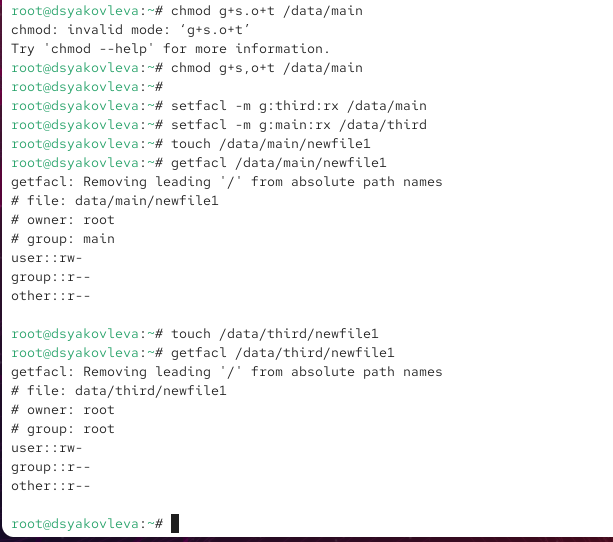 root@dsyakovleva:~# chmod g+s.o+t /data/main
chmod: invalid mode: ‘g+s.o+t’
Try 'chmod --help' for more information.
root@dsyakovleva:~# chmod g+s,o+t /data/main
root@dsyakovleva:~#
root@dsyakovleva:~# setfacl -m g:third:rx /data/main
root@dsyakovleva:~# setfacl -m g:main:rx /data/third
root@dsyakovleva:~# touch /data/main/newfile1
root@dsyakovleva:~# getfacl /data/main/newfile1
getfacl: Removing leading '/' from absolute path names
# file: data/main/newfile1
# owner: root
# group: main
user::rw-
group::r--
other::r--

root@dsyakovleva:~# touch /data/third/newfile1
root@dsyakovleva:~# getfacl /data/third/newfile1
getfacl: Removing leading '/' from absolute path names
# file: data/third/newfile1
# owner: root
# group: root
user::rw-
group::r--
other::r--

root@dsyakovleva:~#